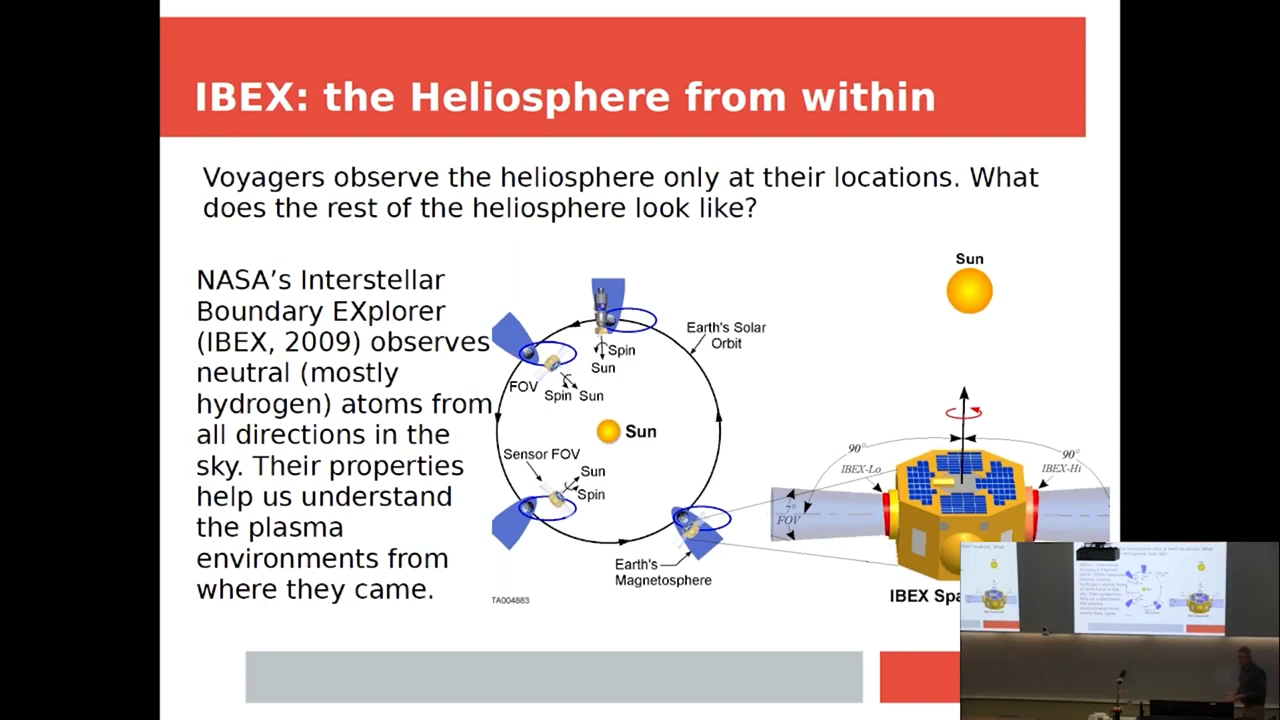 IBEX: the Heliosphere from within
Voyagers observe the heliosphere only at their locations. What
does the rest of the heliosphere look like?
NASA’s Interstellar
Boundary EXplorer
(IBEX, 2009) observes
neutral (mostly
hydrogen) atoms from
all directions in the
sky. Their properties
help us understand
the plasma
environments from
where they came.
Earth's Solar
Orbit
Spin
Sun
FOV
Spin Sun
Sun
Sensor FOV
Sun
Spin
Earth's
Magnetosphere
TA004883
Sun
90°
90°
IBEX-Lo
IBEX-Hi
7°
FOV
IBEX